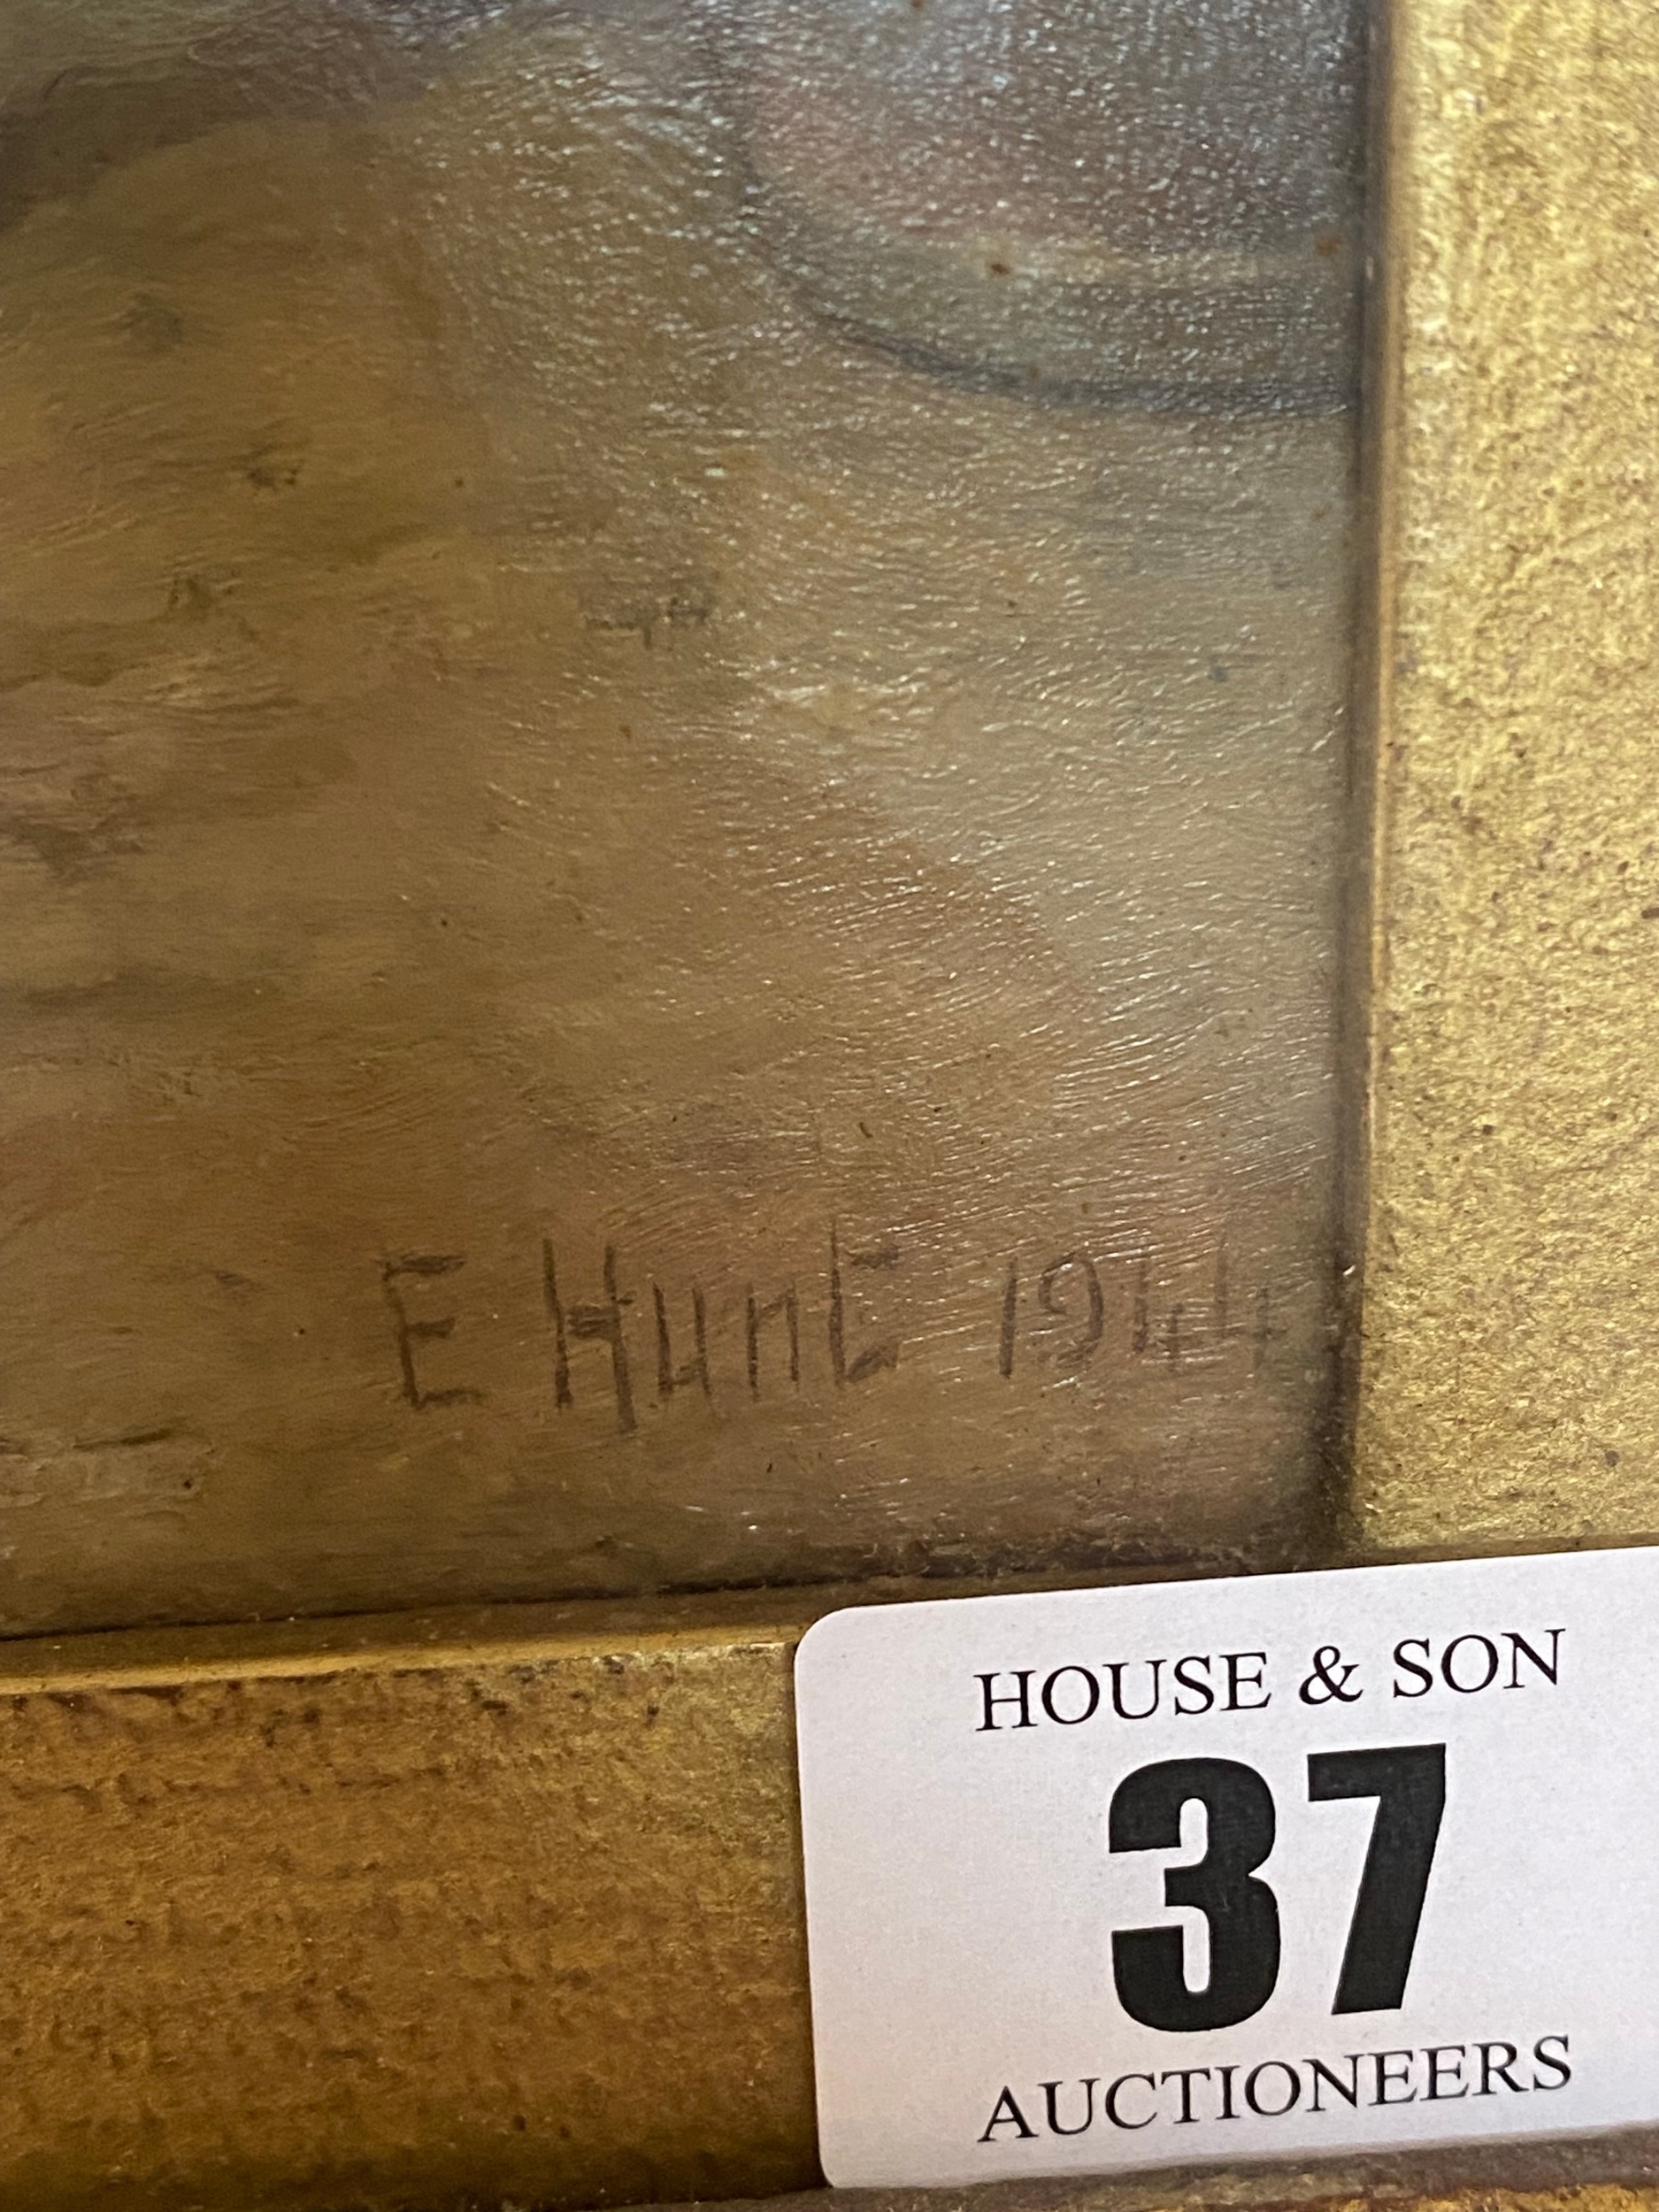 E Hunt 1944
HOUSE & SON
37
AUCTIONEERS